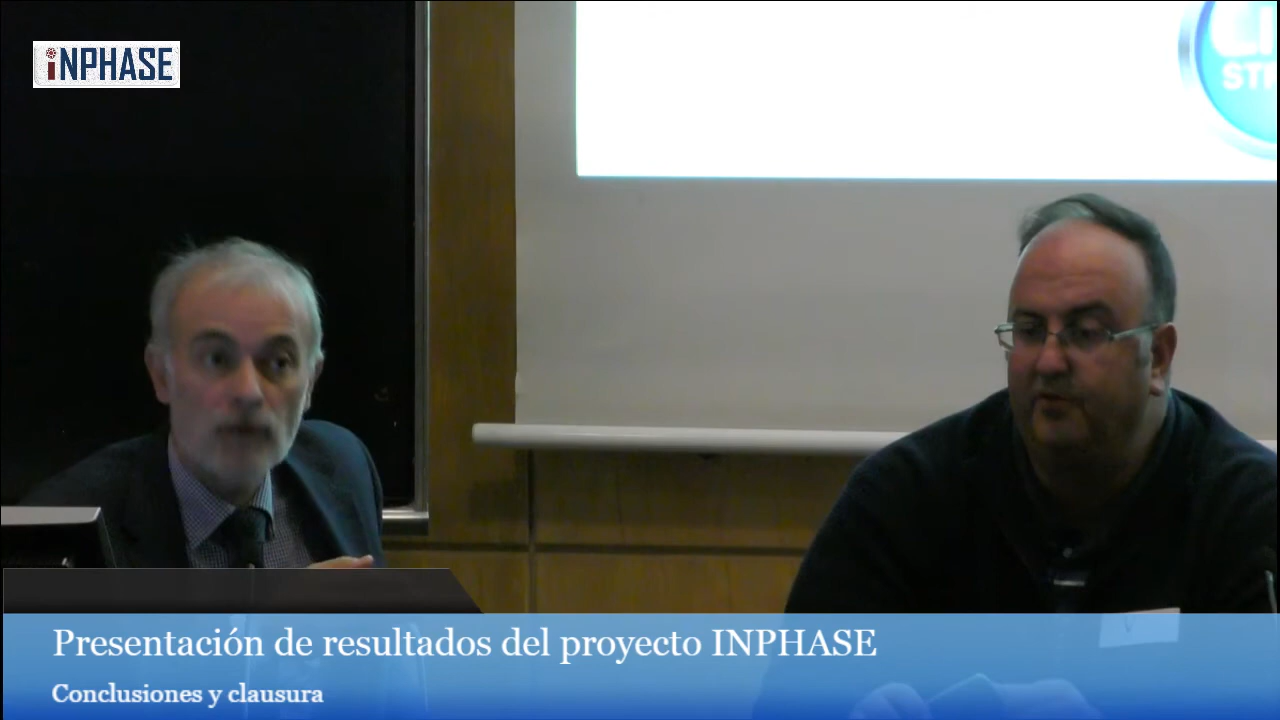 iNPHASE
Presentación de resultados del proyecto INPHASE
Conclusiones y clausura